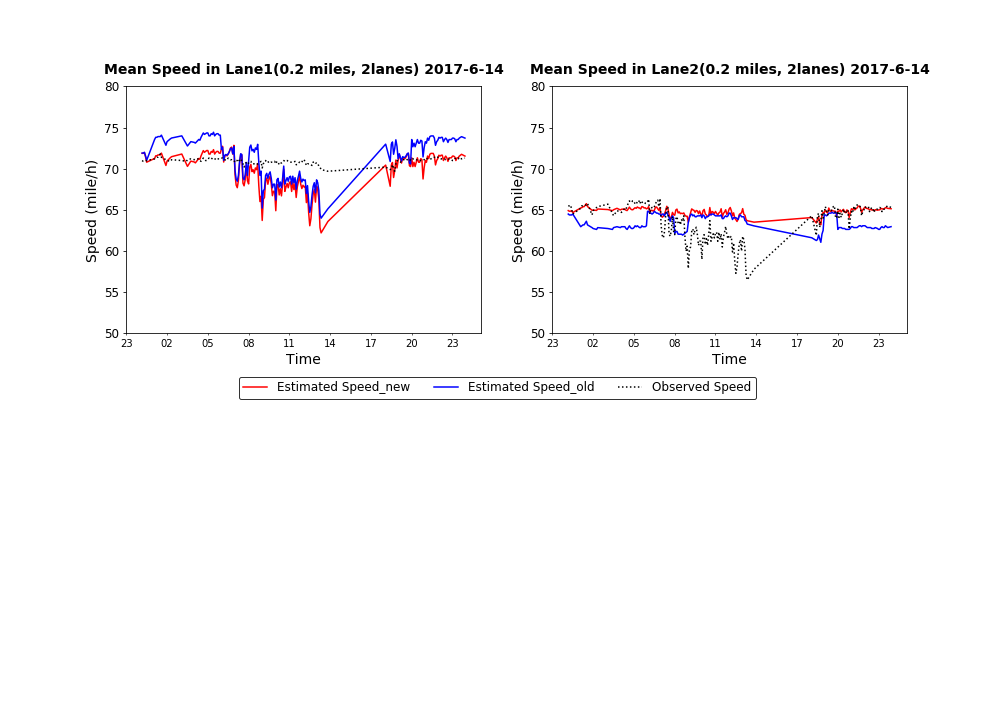 Mean Speed in Lane1(0.2 miles, 2lanes) 2017-6-14
80
75
70
65
60
55
50
Speed (mile/h)
23 02 05 08 11 14 17 20 23
Time
Mean Speed in Lane2(0.2 miles, 2lanes) 2017-6-14
80
75
70
65
60
55
50
Speed (mile/h)
23 02 05 08 11 14 17 20 23
Time
Estimated Speed_new Estimated Speed_old Observed Speed